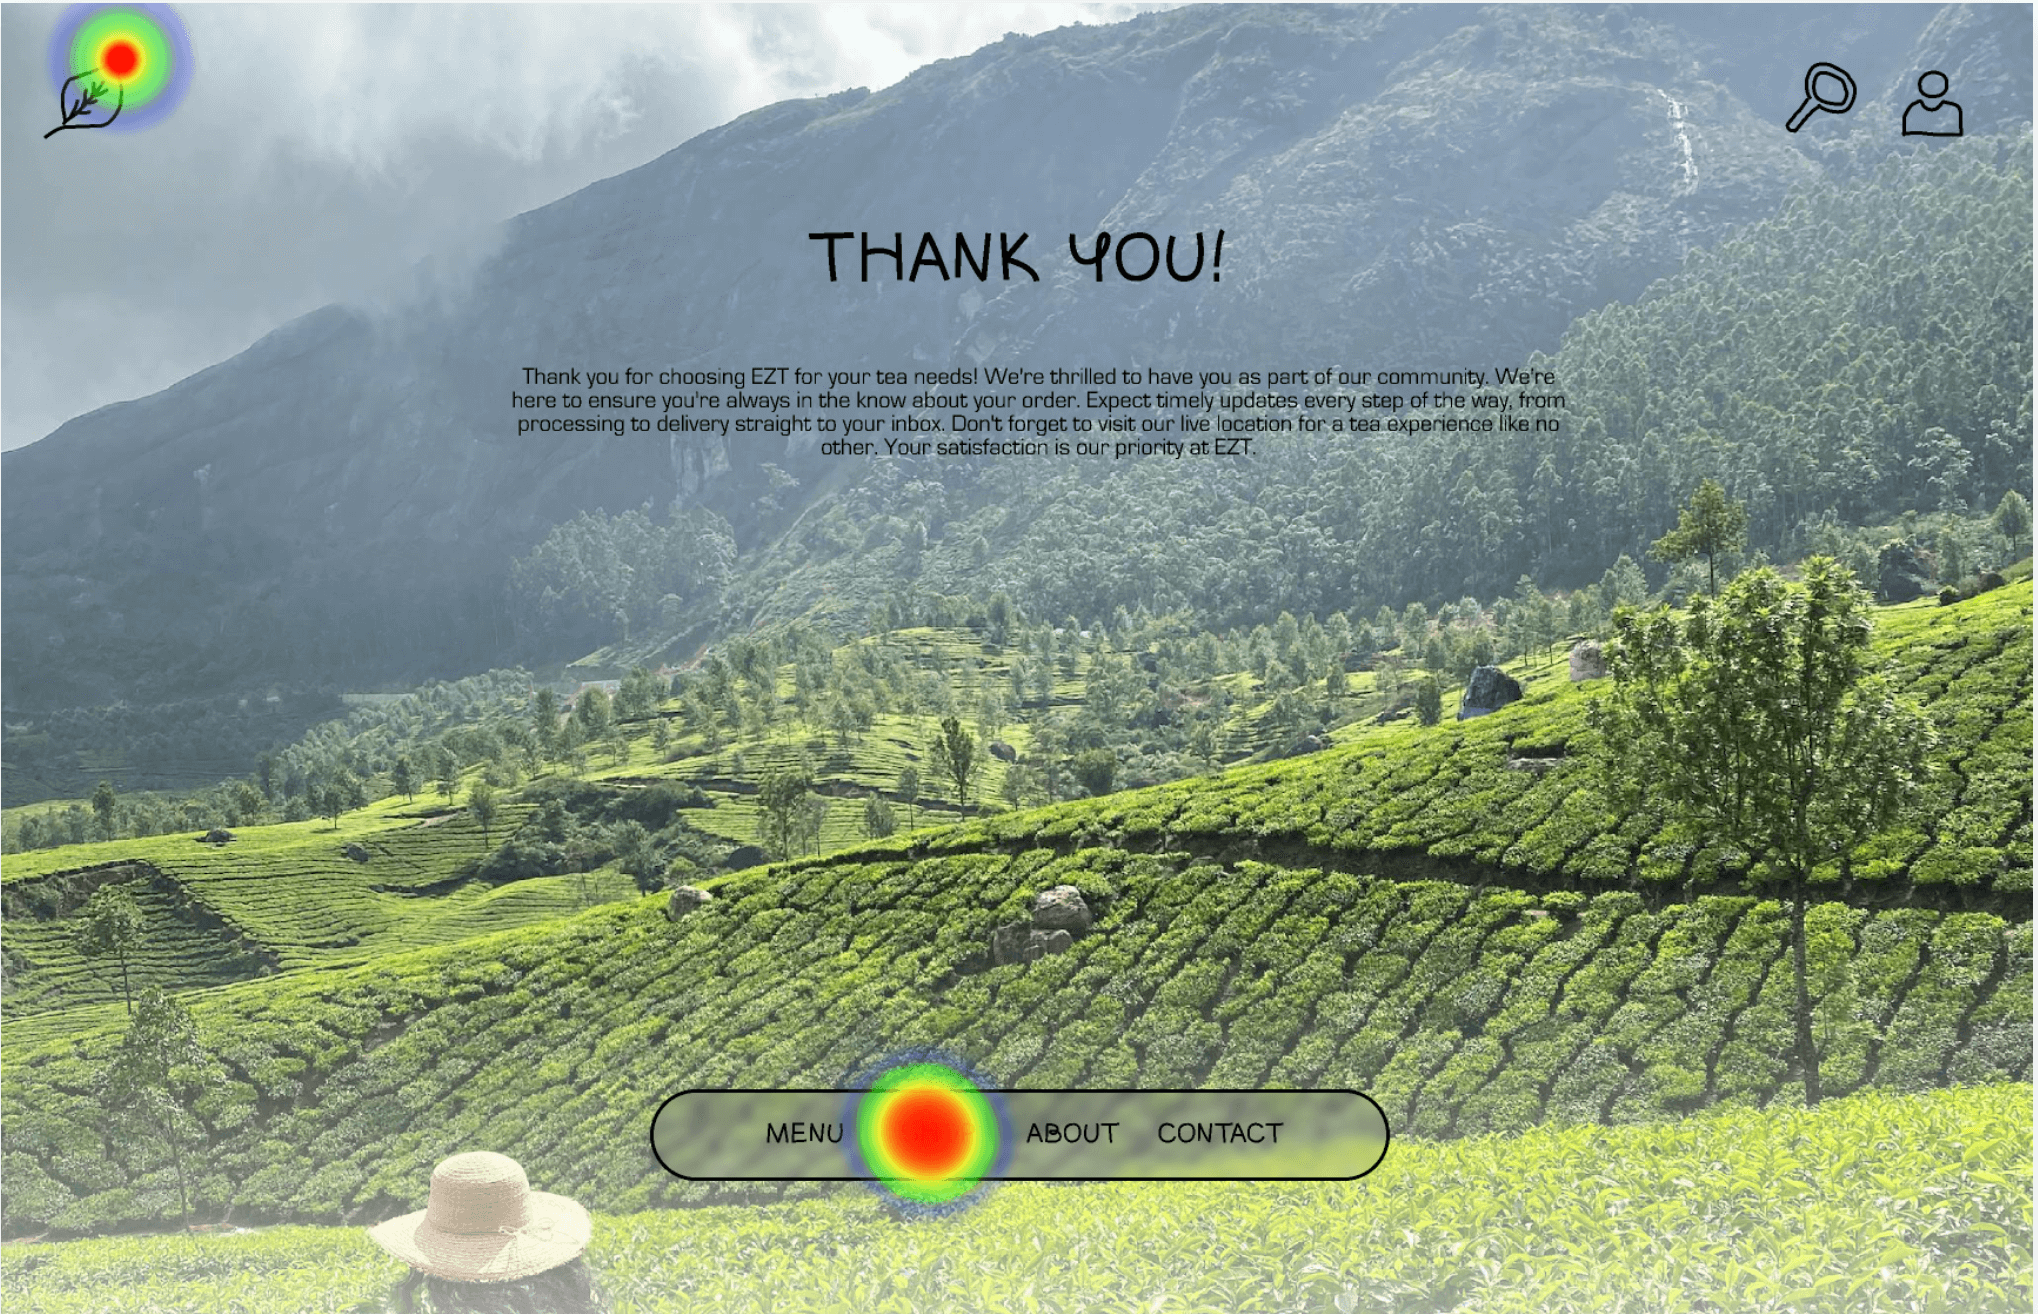 THANK YOU!
Thank you for choosing EZT for your tea needs! We're thrilled to have you as part of our community. We're
here to ensure you're always in the know about your order. Expect timely updates every step of the way, from
processing to delivery straight to your inbox. Don't forget to visit our live location for a tea experience like no
other. Your satisfaction is our priority at EZT.
MENU ABOUT CONTACT